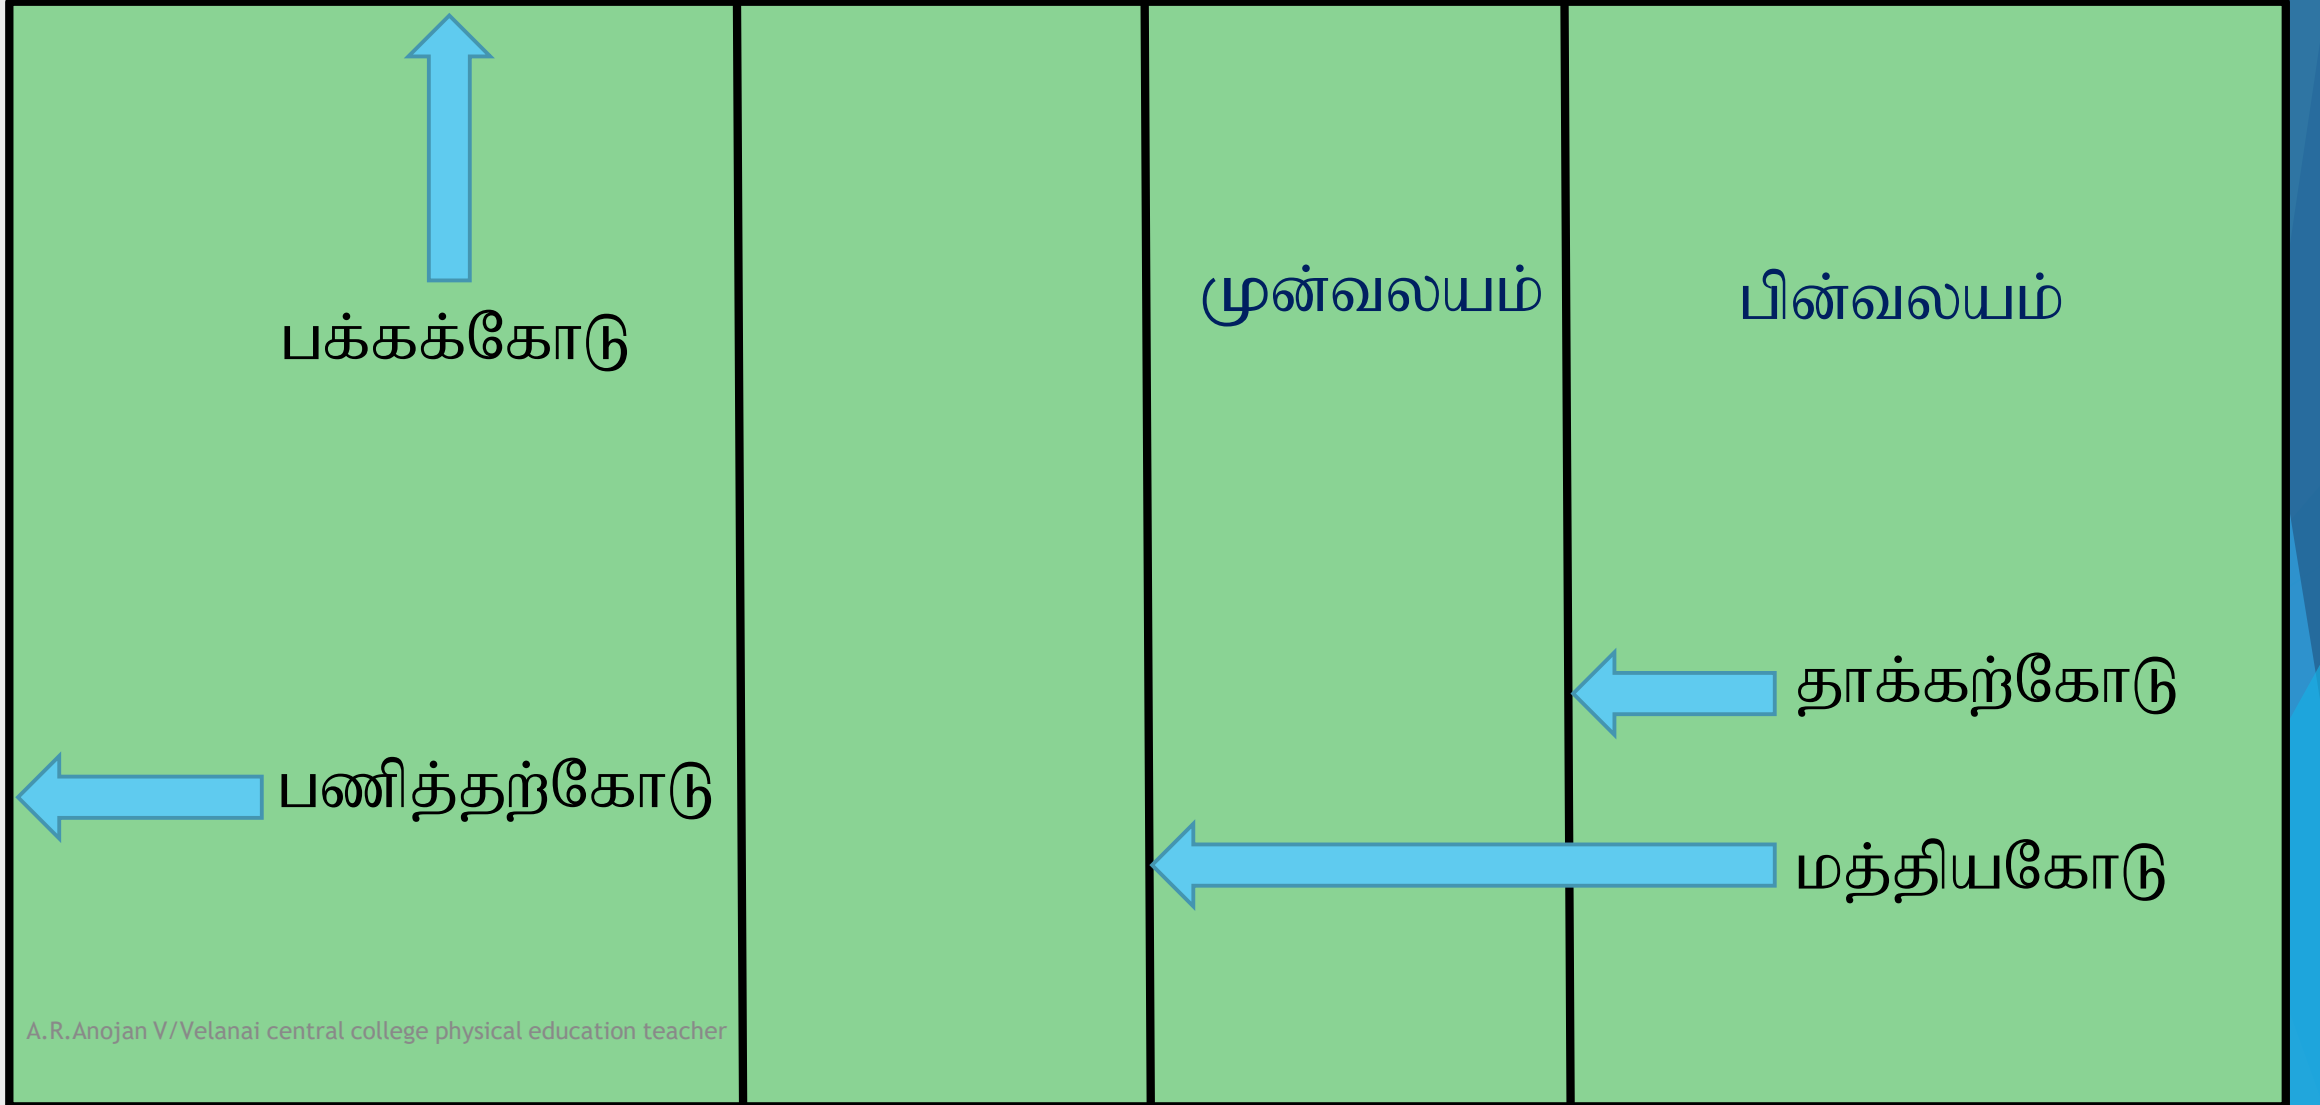 முன்வலயம்
பின்வலயம்
பக்கக்கோடு
தாக்கற்கோடு
பணித்தற்கோடு
மத்தியகோடு
A.R.Anojan V/Velanai central college physical education teacher